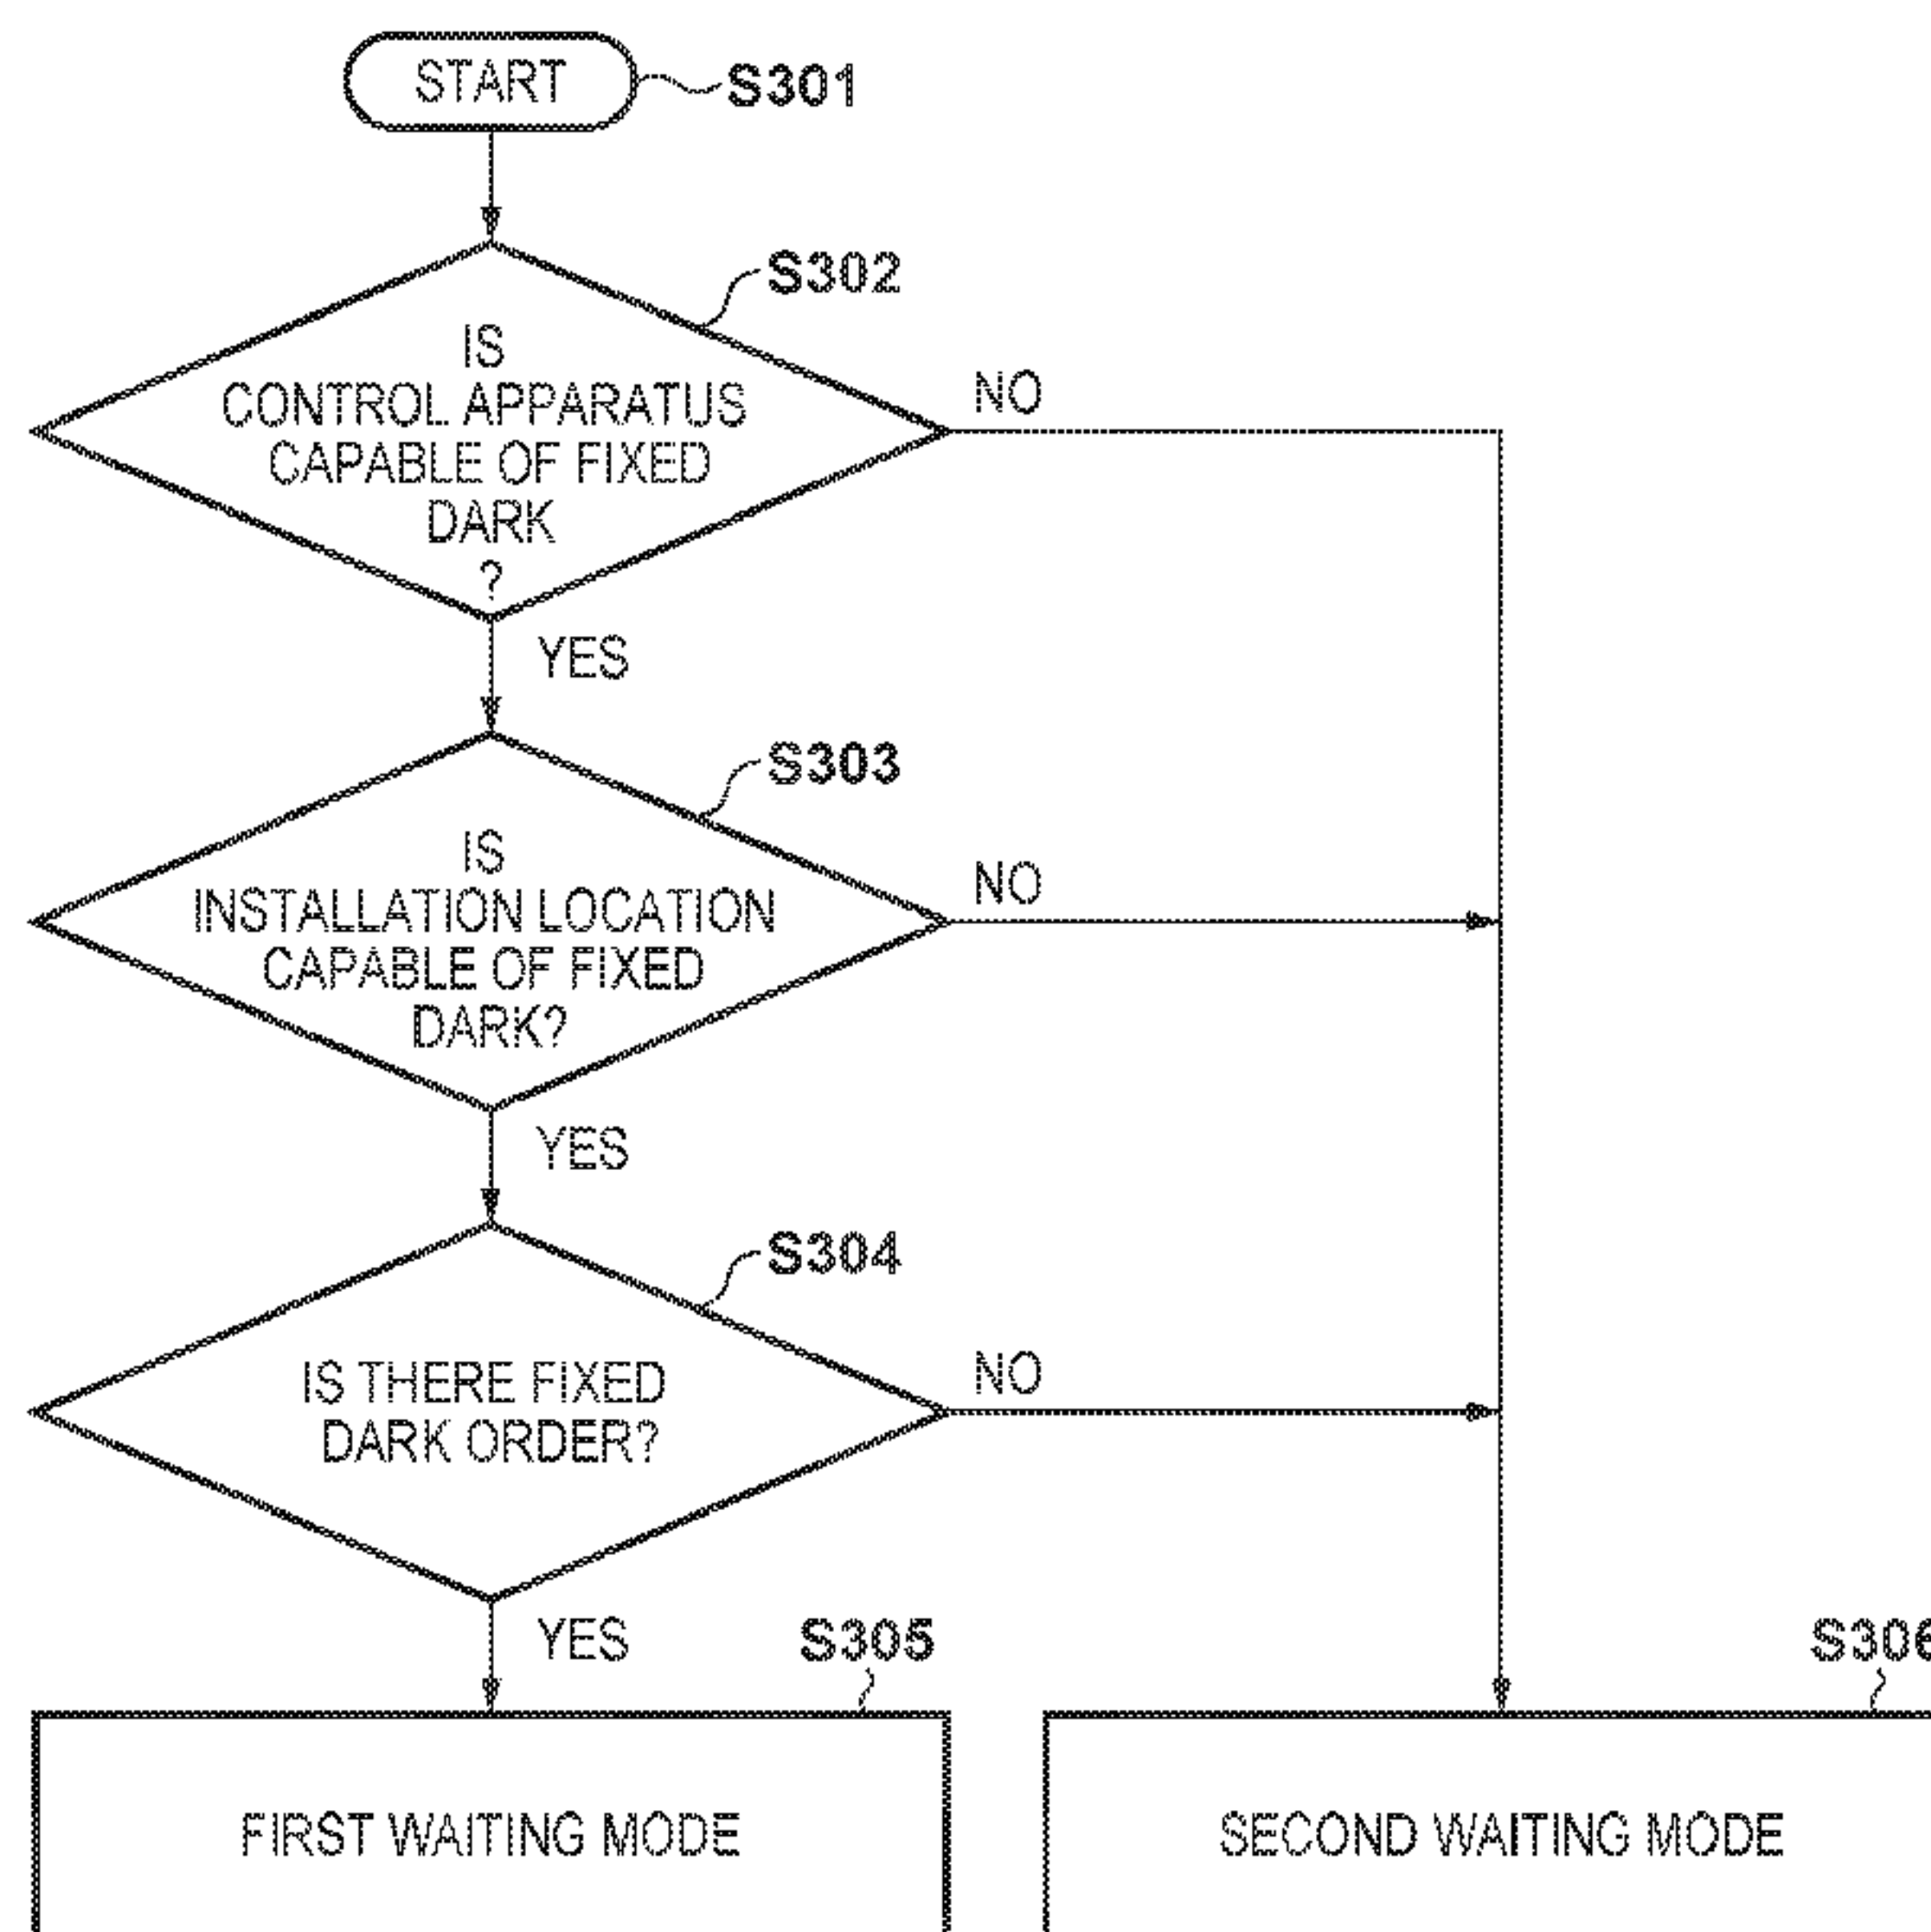 START
S301
S302
IS
CONTROL APPARATUS
CAPABLE OF FIXED
DARK
?
NO
YES
S303
IS
INSTALLATION LOCATION
CAPABLE OF FIXED
DARK?
NO
YES
S304
IS THERE FIXED
DARK ORDER?
NO
YES
S305
S306
FIRST WAITING MODE
SECOND WAITING MODE